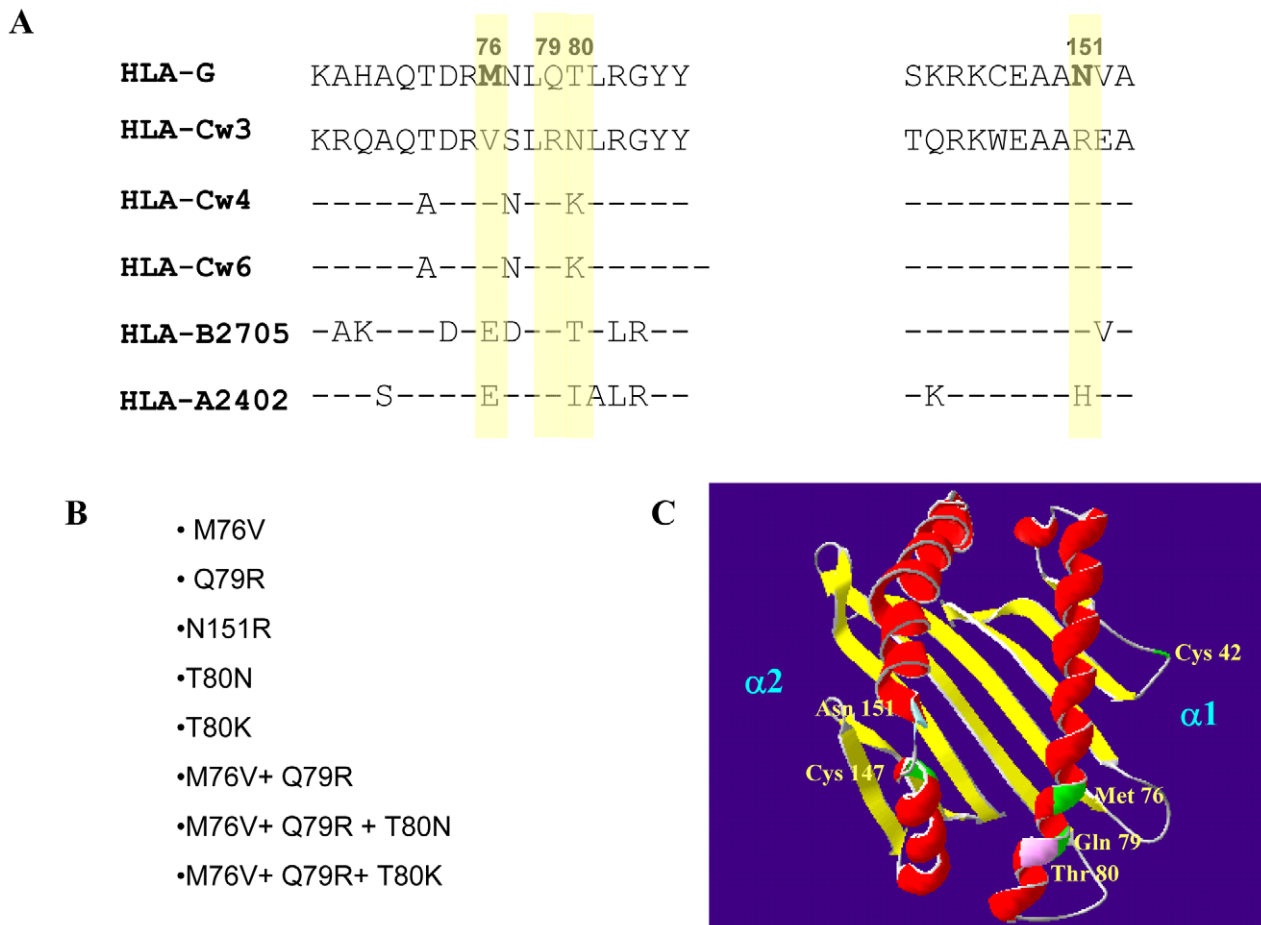 A
76 79 80 151
HLA-G KAHAQTDRMNLQTLRGYY SKRKCEAANVA
HLA-Cw3 KRQAQTDRVSLRNLRGYY TQRKWEAAREA
HLA-Cw4 -----A---N--K----- -----------
HLA-Cw6 -----A---N--K------ -----------
HLA-B2705 -AK---D-ED--T-LR-- ---------V-
HLA-A2402 ---S----E---IALR-- -K------H--
B
• M76V
• Q79R
•N151R
•T80N
•T80K
•M76V+ Q79R
•M76V+ Q79R + T80N
•M76V+ Q79R+ T80K
C
Cys 42
α2
α1
Asn 151
Cys 147
Met 76
Gln 79
Thr 80